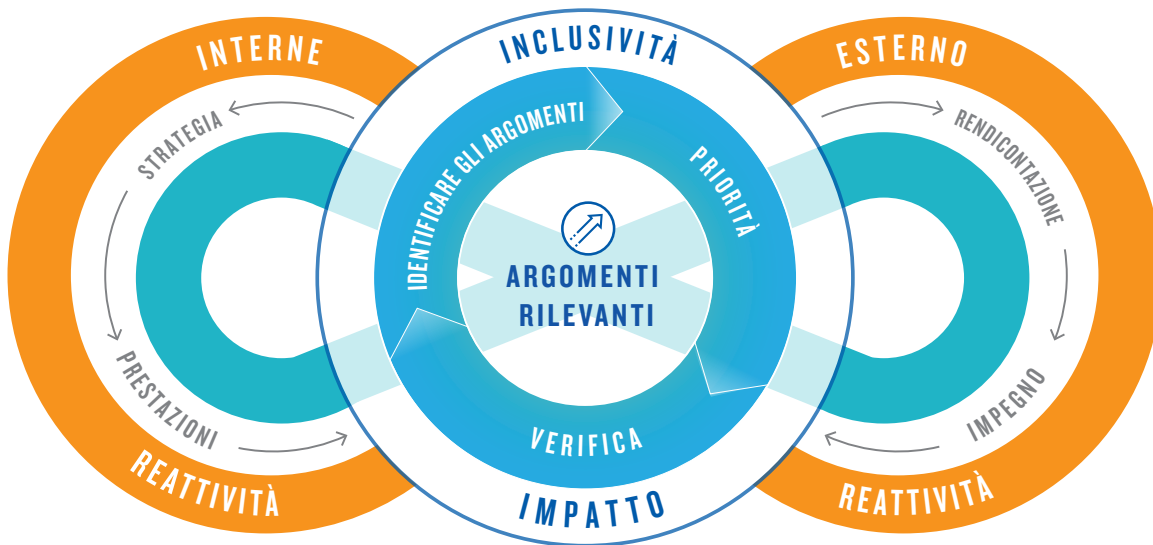 INTERNE
STRATEGIA
PRESTAZIONI
REATTIVITÀ
INCLUSIVITÀ
IDENTIFICARE GLI ARGOMENTI
PRIORITÀ
ARGOMENTI
RILEVANTI
VERIFICA
IMPATTO
ESTERNO
RENDICONTAZIONE
IMPEGNO
REATTIVITÀ